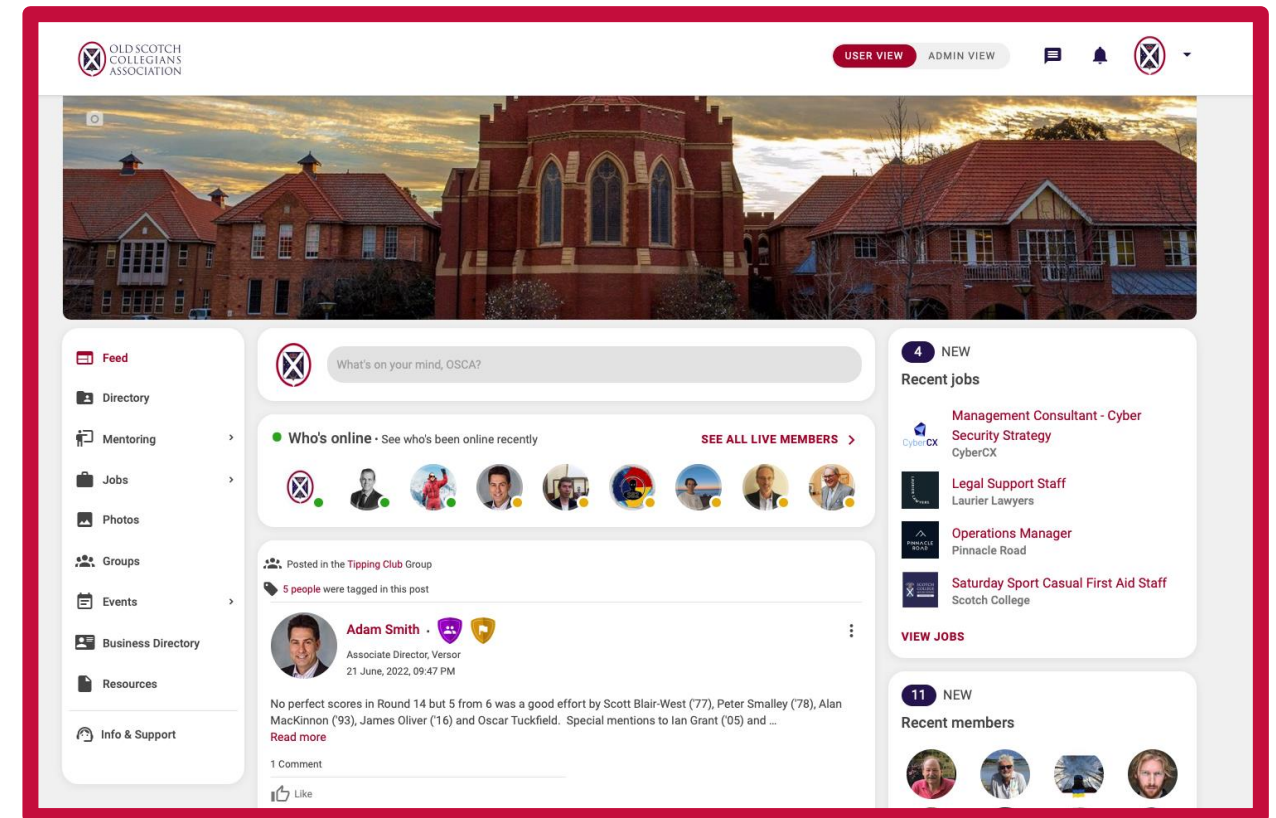 OLD SCOTCH
COLLEGIANS
ASSOCIATION
USER VIEW
ADMIN VIEW
Feed
Directory
Mentoring
Jobs
Photos
Groups
Events
Business Directory
Resources
Info & Support
What's on your mind, OSCA?
Who's online · See who's been online recently
SEE ALL LIVE MEMBERS
Posted in the Tipping Club Group
5 people were tagged in this post
Adam Smith ·
Associate Director, Versor
21 June, 2022, 09:47 PM
No perfect scores in Round 14 but 5 from 6 was a good effort by Scott Blair-West ('77), Peter Smalley ('78), Alan
MacKinnon ('93), James Oliver ('16) and Oscar Tuckfield. Special mentions to Ian Grant ('05) and ...
Read more
1 Comment
Like
4 NEW
Recent jobs
CyberCX
Management Consultant - Cyber
Security Strategy
CyberCX
Legal Support Staff
Laurier Lawyers
PINNACLE
ROAD
Operations Manager
Pinnacle Road
Saturday Sport Casual First Aid Staff
Scotch College
VIEW JOBS
11 NEW
Recent members